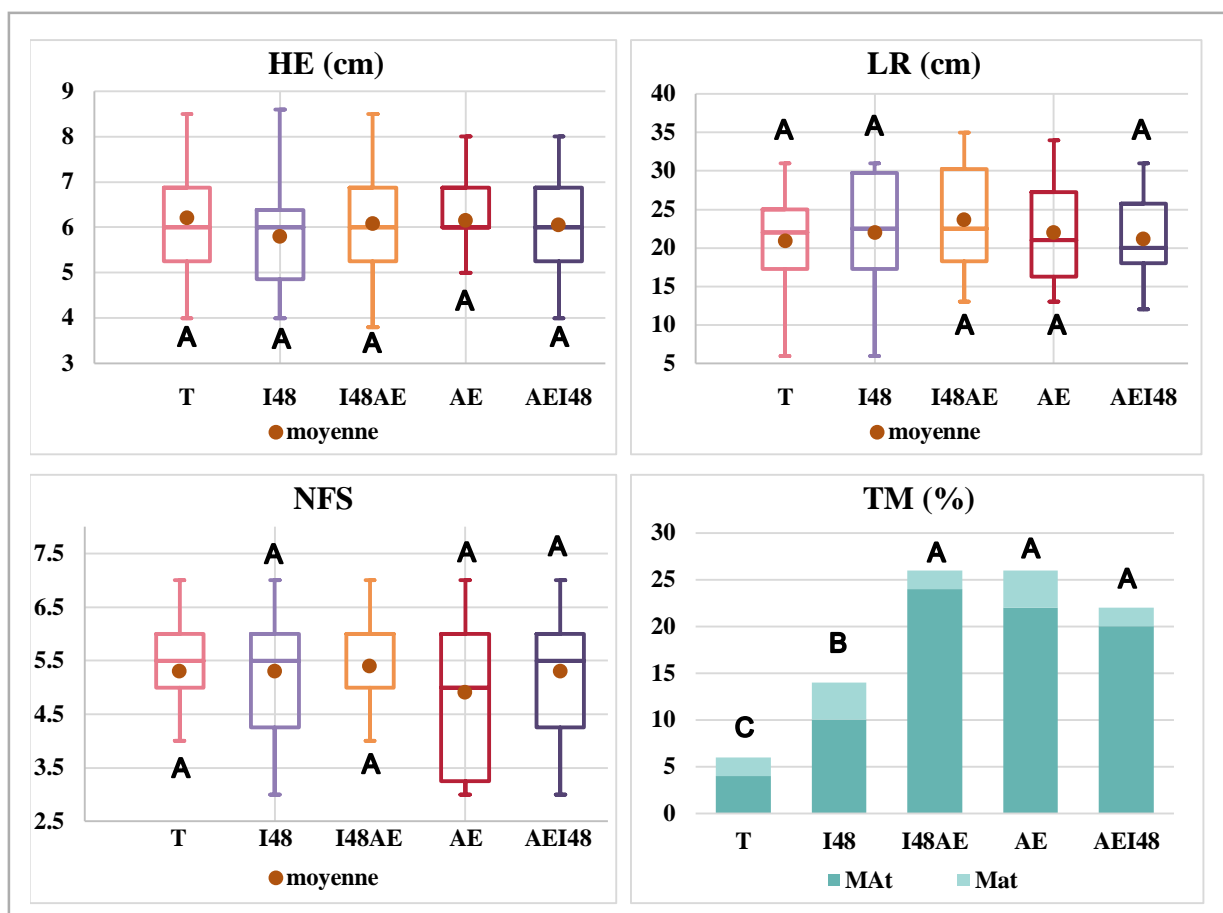 HE (cm)
9
8
7
6
5
4
3
A A A A A
T I48 I48AE AE AEI48
moyenne
LR (cm)
40
35
30
25
20
15
10
5
A A A A A
T I48 I48AE AE AEI48
moyenne
NFS
7.5
6.5
5.5
4.5
3.5
2.5
A A A A A
T I48 I48AE AE AEI48
moyenne
TM (%)
30
25
20
15
10
5
0
C B A A A
T I48 I48AE AE AEI48
MAt Mat